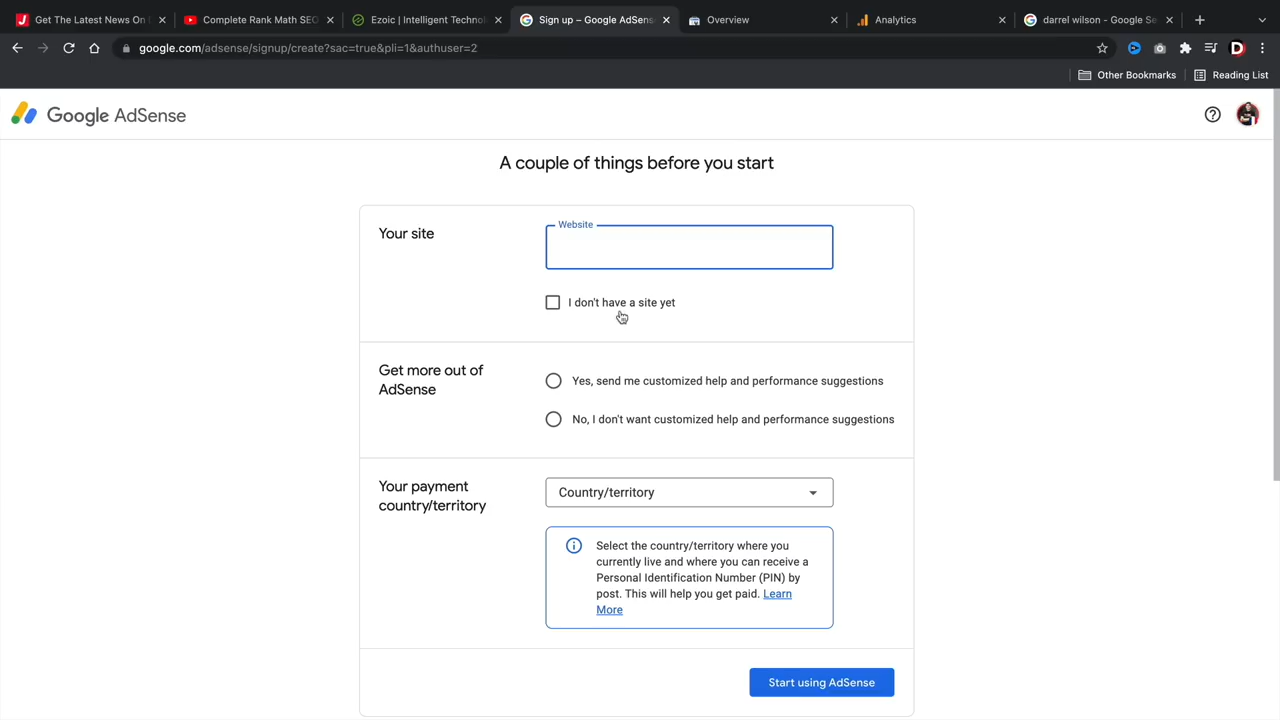 Get The Latest News On D
Complete Rank Math SEO
Ezoic | Intelligent Technol
Sign up – Google AdSens
Overview
Analytics
darrel wilson - Google Se
google.com/adsense/signup/create?sac=true&pli=1&authuser=2
D
Other Bookmarks
Reading List
Google AdSense
A couple of things before you start
Your site
Website
I don't have a site yet
Get more out of
AdSense
Yes, send me customized help and performance suggestions
No, I don't want customized help and performance suggestions
Your payment
country/territory
Country/territory
Select the country/territory where you
currently live and where you can receive a
Personal Identification Number (PIN) by
post. This will help you get paid. Learn
More
Start using AdSense